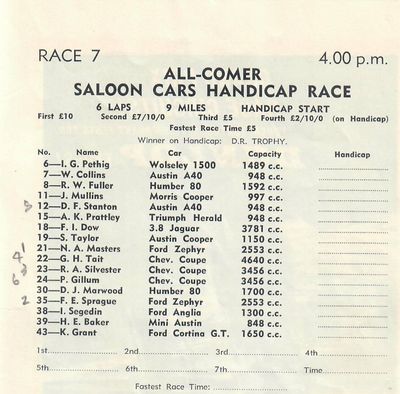 RACE 7 4.00 p.m.
ALL-COMER
SALOON CARS HANDICAP RACE
6 LAPS 9 MILES HANDICAP START
First £10 Second £7/10/0 Third £5 Fourth £2/10/0 (on Handicap)
Fastest Race Time £5
Winner on Handicap: D.R. TROPHY.
No. Name Car Capacity Handicap
6—I. G. Pethig Wolseley 1500 1489 c.c.
7—W. Collins Austin A40 948 c.c.
8—R. W. Fuller Humber 80 1592 c.c.
11—J. Mullins Morris Cooper 997 c.c.
5 12—D. F. Stanton Austin A40 948 c.c.
15—A. K. Prattley Triumph Herald 948 c.c.
18—F. I. Dow 3.8 Jaguar 3781 c.c.
19—S. Taylor Austin Cooper 1150 c.c.
21—N. A. Masters Ford Zephyr 2553 c.c.
4 22—G. H. Tait Chev. Coupe 4640 c.c.
23—R. A. Silvester Chev. Coupe 3456 c.c.
6 24—P. Gillum Chev. Coupe 3456 c.c.
30—D. J. Marwood Humber 80 1700 c.c.
2 35—F. E. Sprague Ford Zephyr 2553 c.c.
38—I. Segedin Ford Anglia 1300 c.c.
39—H. E. Baker Mini Austin 848 c.c.
43—K. Grant Ford Cortina G.T. 1650 c.c.
1st 2nd 3rd 4th
5th 6th 7th Time
Fastest Race Time: